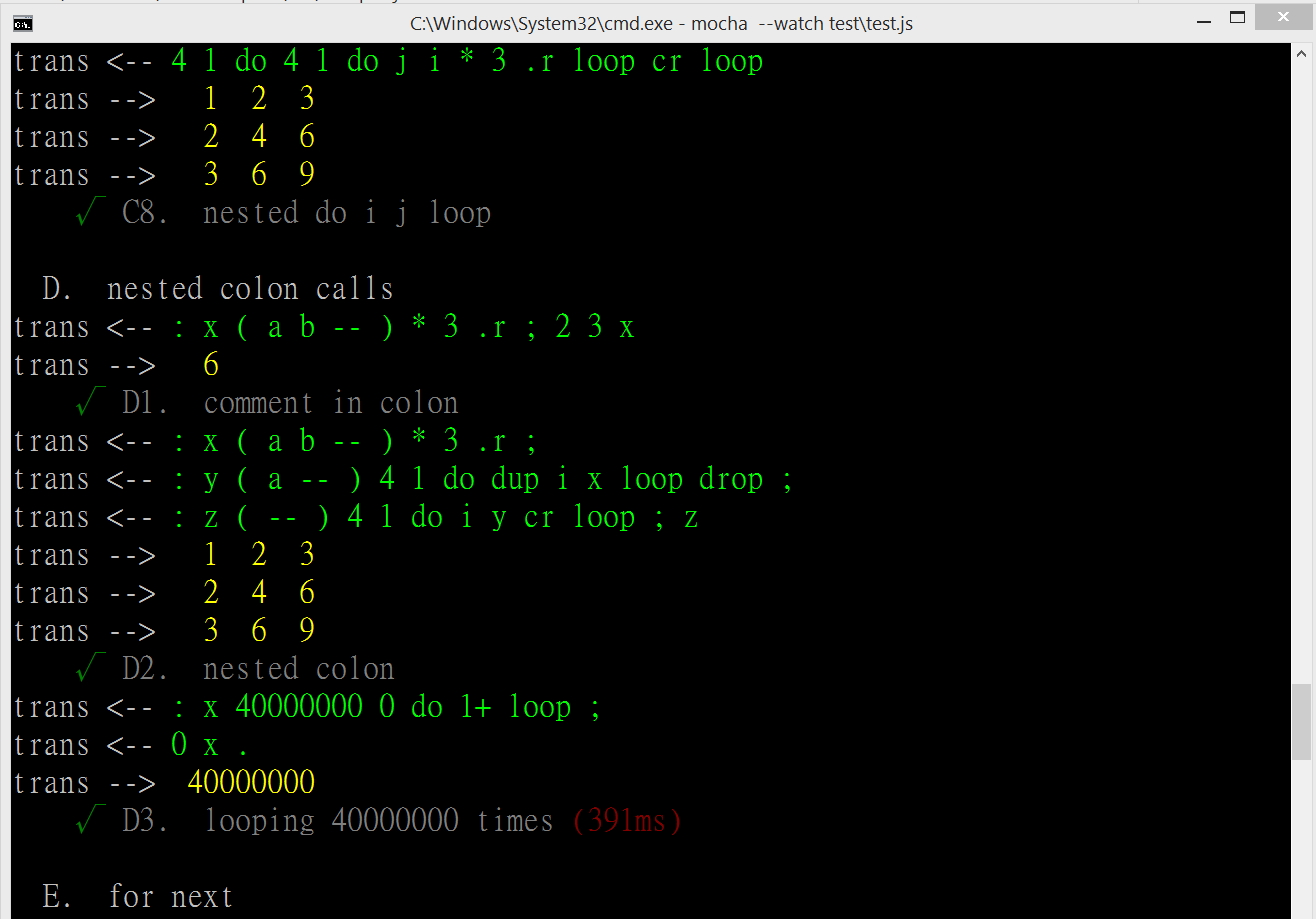 C:\Windows\System32\cmd.exe - mocha  --watch test\test.js
trans <-- 4 1 do 4 1 do j i * 3 .r loop cr loop
trans -->   1  2  3
trans -->   2  4  6
trans -->   3  6  9
    √ C8.  nested do i j loop
  D.  nested colon calls
trans <-- : x ( a b -- ) * 3 .r ; 2 3 x
trans -->   6
    √ D1.  comment in colon
trans <-- : x ( a b -- ) * 3 .r ;
trans <-- : y ( a -- ) 4 1 do dup i x loop drop ;
trans <-- : z ( -- ) 4 1 do i y cr loop ; z
trans -->   1  2  3
trans -->   2  4  6
trans -->   3  6  9
    √ D2.  nested colon
trans <-- : x 40000000 0 do 1+ loop ;
trans <-- 0 x .
trans -->  40000000
    √ D3.  looping 40000000 times (391ms)
  E.  for next